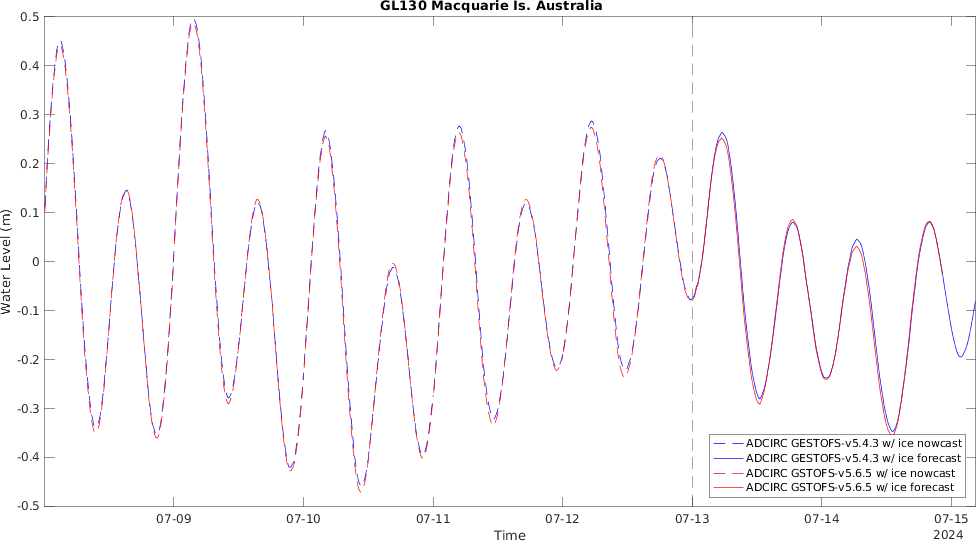 GL130 Macquarie Is. Australia
Water Level (m)
0.5
0.4
0.3
0.2
0.1
0
-0.1
-0.2
-0.3
-0.4
-0.5
ADCIRC GESTOFS-v5.4.3 w/ ice nowcast
ADCIRC GESTOFS-v5.4.3 w/ ice forecast
ADCIRC GSTOFS-v5.6.5 w/ ice nowcast
ADCIRC GSTOFS-v5.6.5 w/ ice forecast
07-09 07-10 07-11 07-12 07-13 07-14 07-15
Time
2024